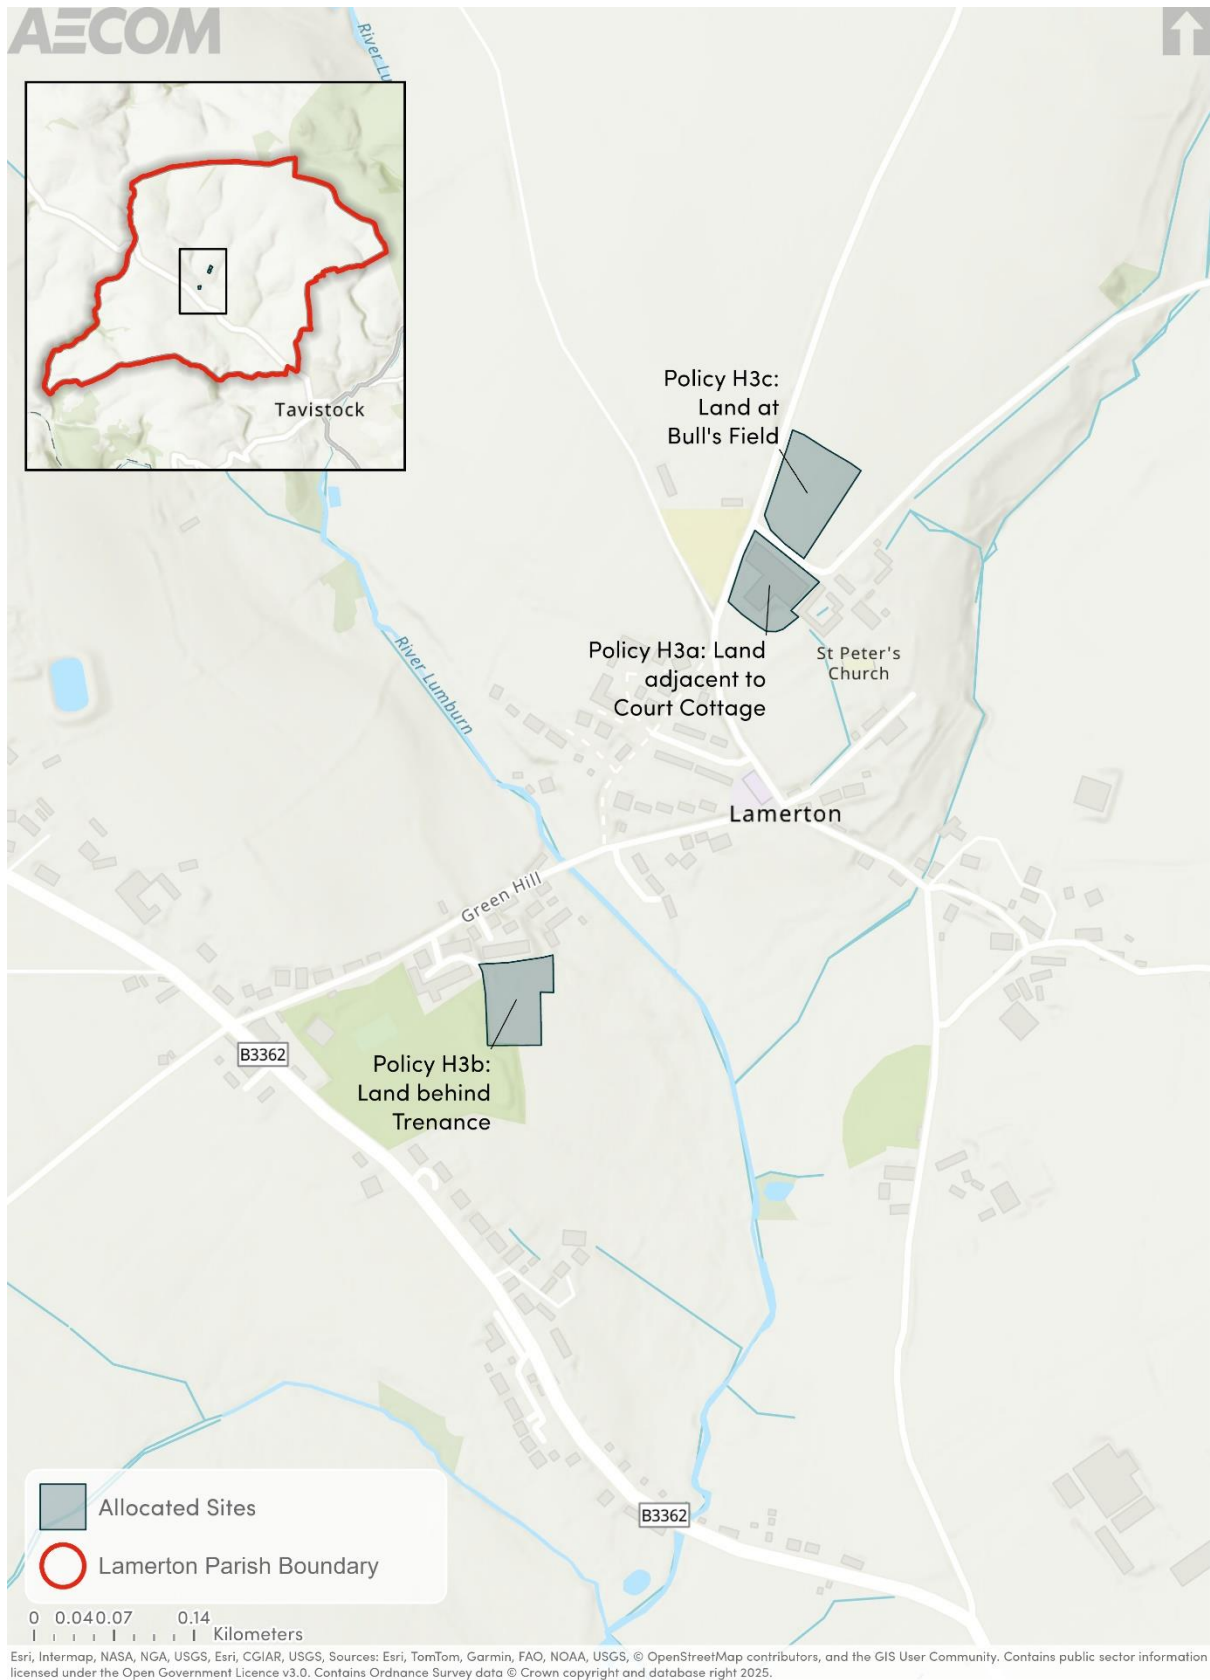 AECOM
River Lu
Tavistock
Policy H3c:
Land at
Bull's Field
Policy H3a: Land
adjacent to
Court Cottage
St Peter's
Church
River Lumburn
Lamerton
Green Hill
B3362
Policy H3b:
Land behind
Trenance
B3362
Allocated Sites
Lamerton Parish Boundary
0 0.040.07 0.14
Kilometers
Esri, Intermap, NASA, NGA, USGS, Esri, CGIAR, USGS, Sources: Esri, TomTom, Garmin, FAO, NOAA, USGS, © OpenStreetMap contributors, and the GIS User Community. Contains public sector information
licensed under the Open Government Licence v3.0. Contains Ordnance Survey data © Crown copyright and database right 2025.